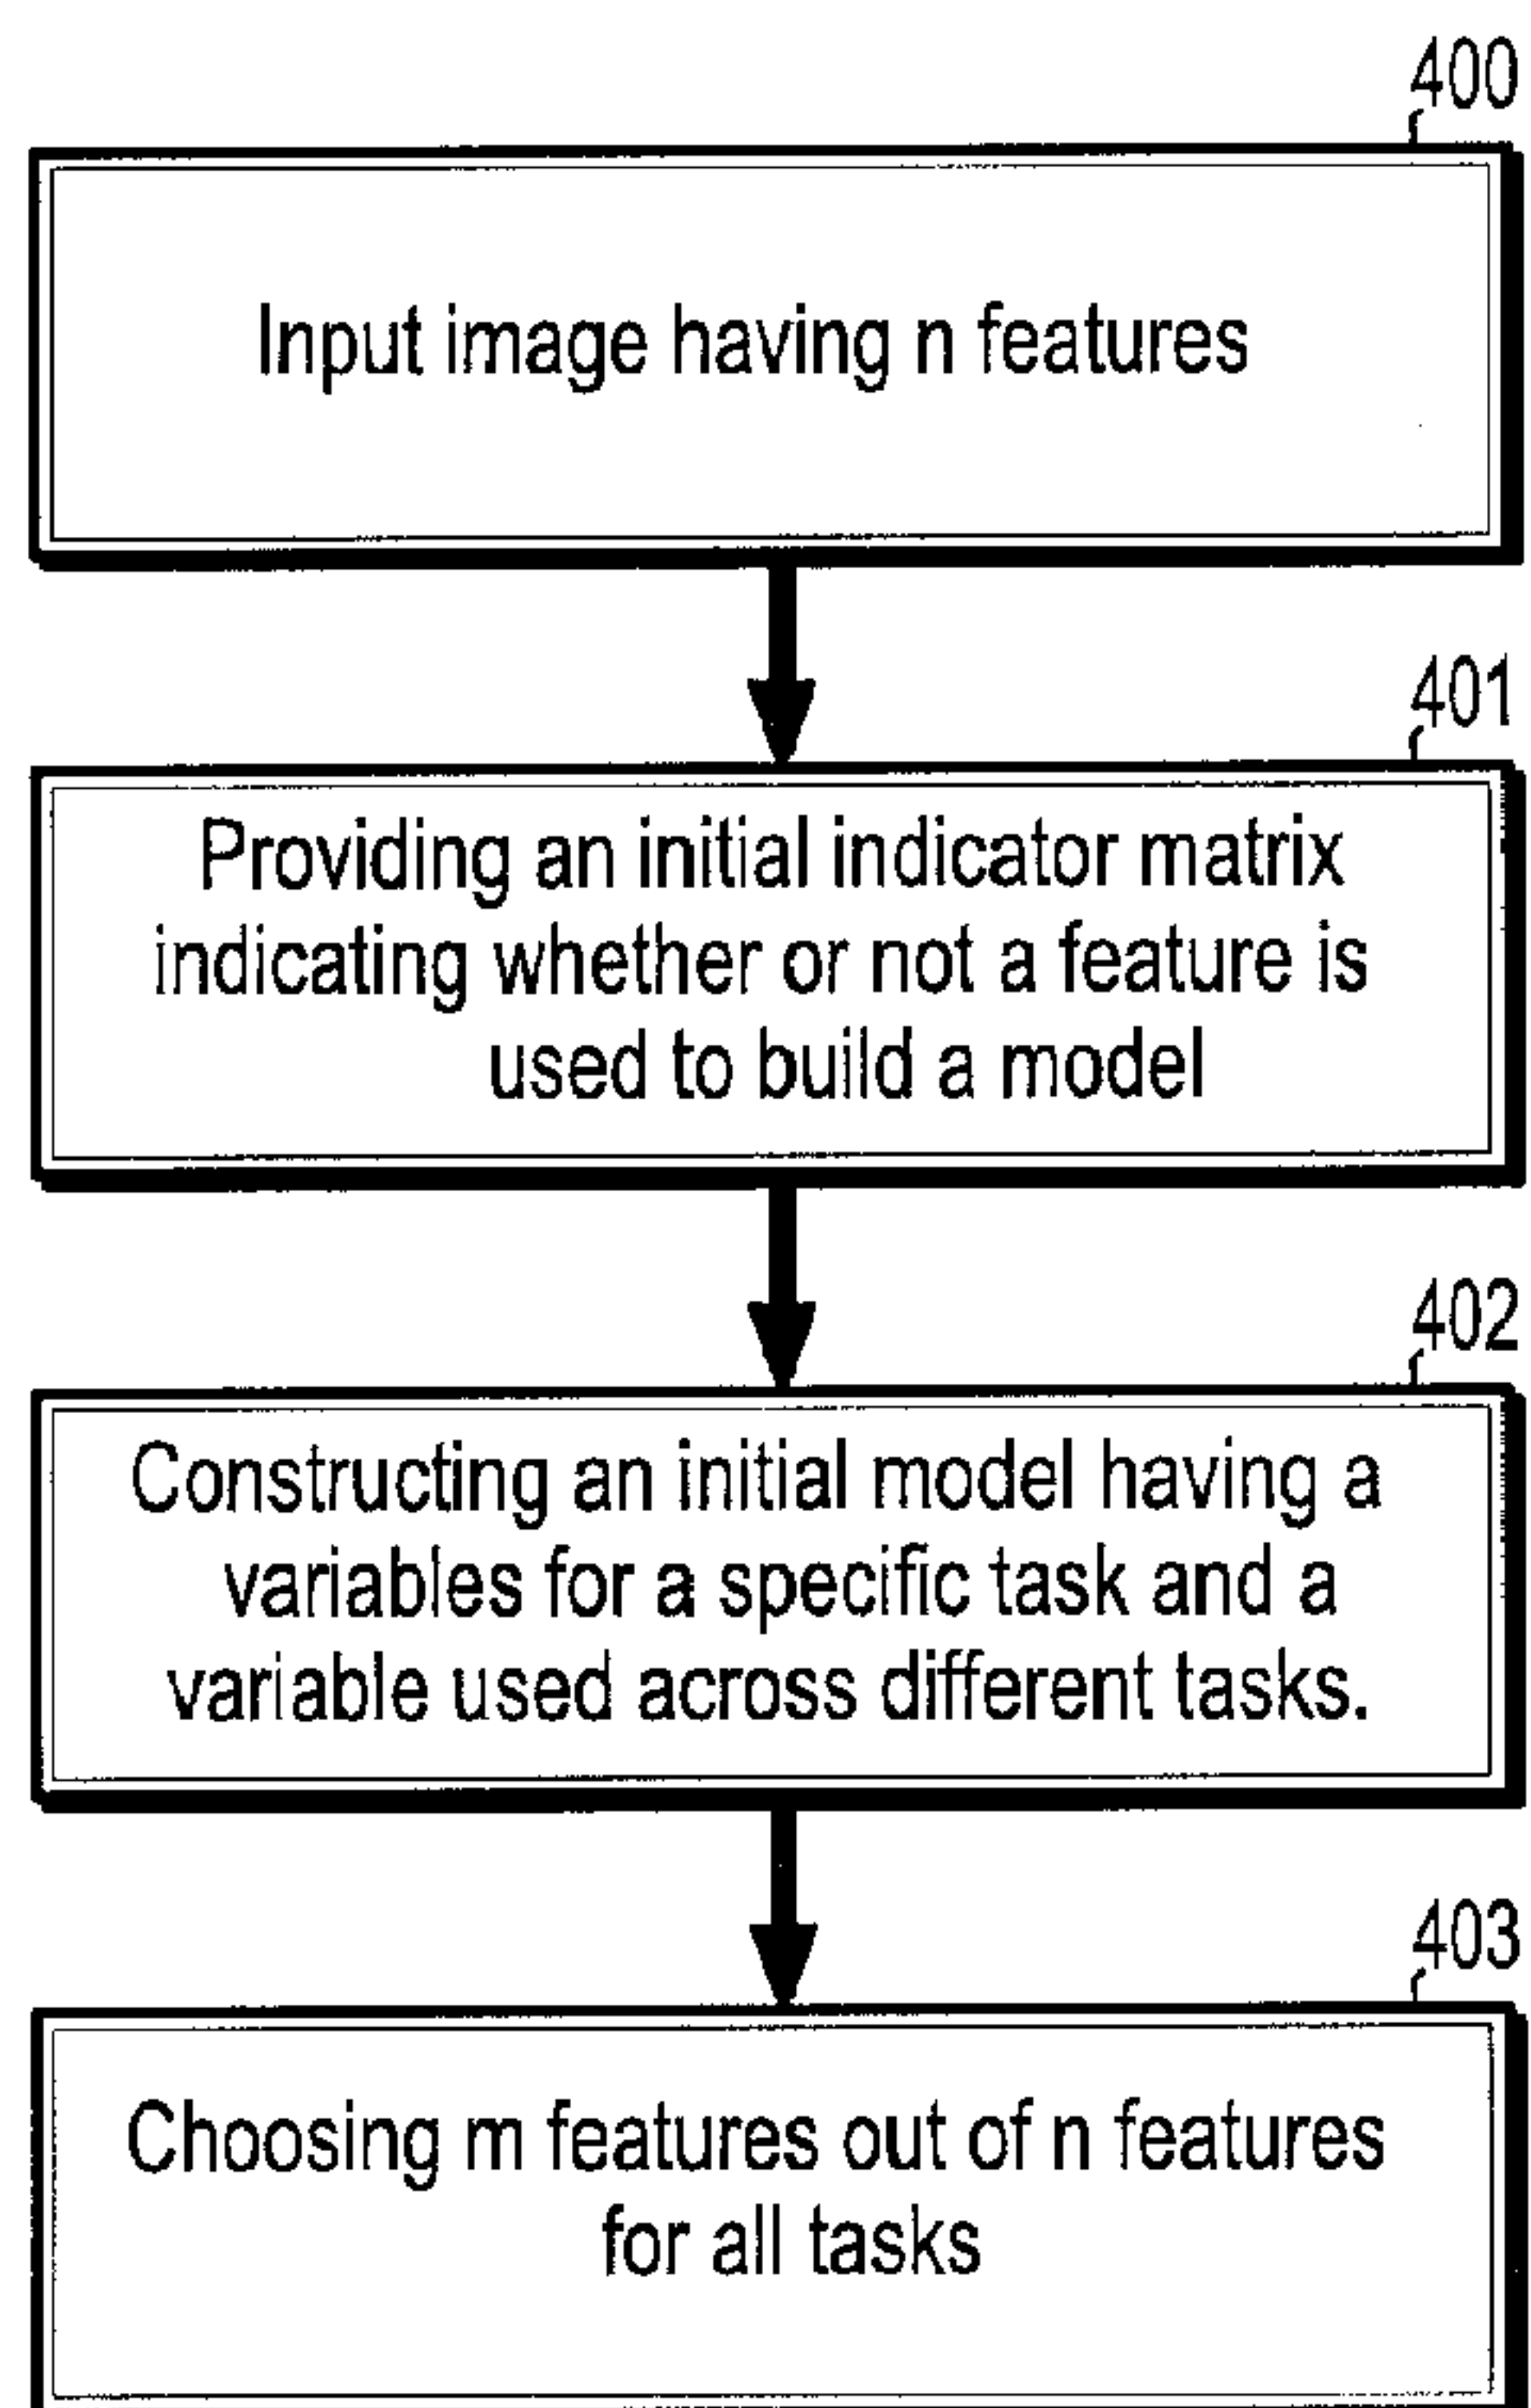 400
Input image having n features
401
Providing an initial indicator matrix
indicating whether or not a feature is
used to build a model
402
Constructing an initial model having a
variables for a specific task and a
variable used across different tasks.
403
Choosing m features out of n features
for all tasks